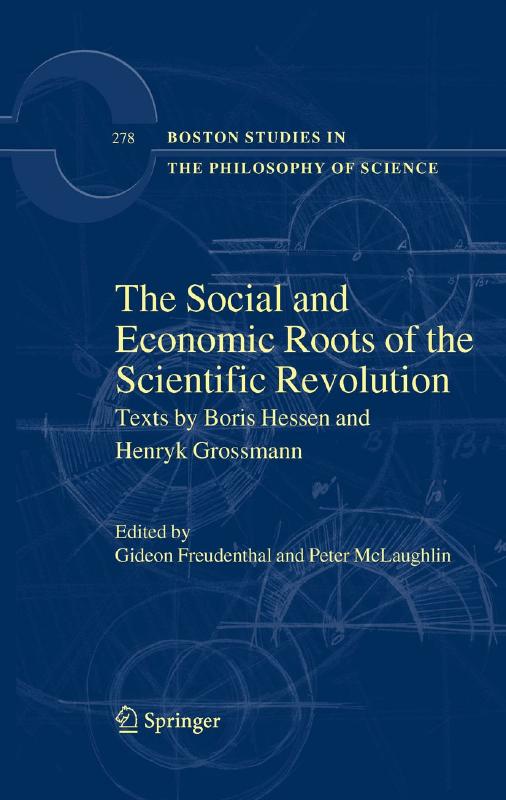 278
BOSTON STUDIES IN
THE PHILOSOPHY OF SCIENCE
The Social and
Economic Roots of the
Scientific Revolution
Texts by Boris Hessen and
Henryk Grossmann
Edited by
Gideon Freudenthal and Peter McLaughlin
Springer